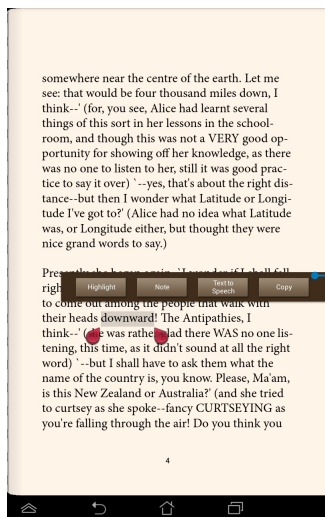 somewhere near the centre of the earth. Let me
see: that would be four thousand miles down, I
think--' (for, you see, Alice had learnt several
things of this sort in her lessons in the school-
room, and though this was not a VERY good op-
portunity for showing off her knowledge, as there
was no one to listen to her, still it was good prac-
tice to say it over) `--yes, that's about the right dis-
tance--but then I wonder what Latitude or Longi-
tude I've got to?' (Alice had no idea what Latitude
was, or Longitude either, but thought they were
nice grand words to say.)
Presently she began again. `I wonder if I shall fall
righ
Highlight
Note
Text to
Speech
Copy
to come out among the people that walk with
their heads downward! The Antipathies, I
think--' (she was rather glad there WAS no one lis-
tening, this time, as it didn't sound at all the right
word) `--but I shall have to ask them what the
name of the country is, you know. Please, Ma'am,
is this New Zealand or Australia?' (and she tried
to curtsey as she spoke--fancy CURTSEYING as
you're falling through the air! Do you think you
4